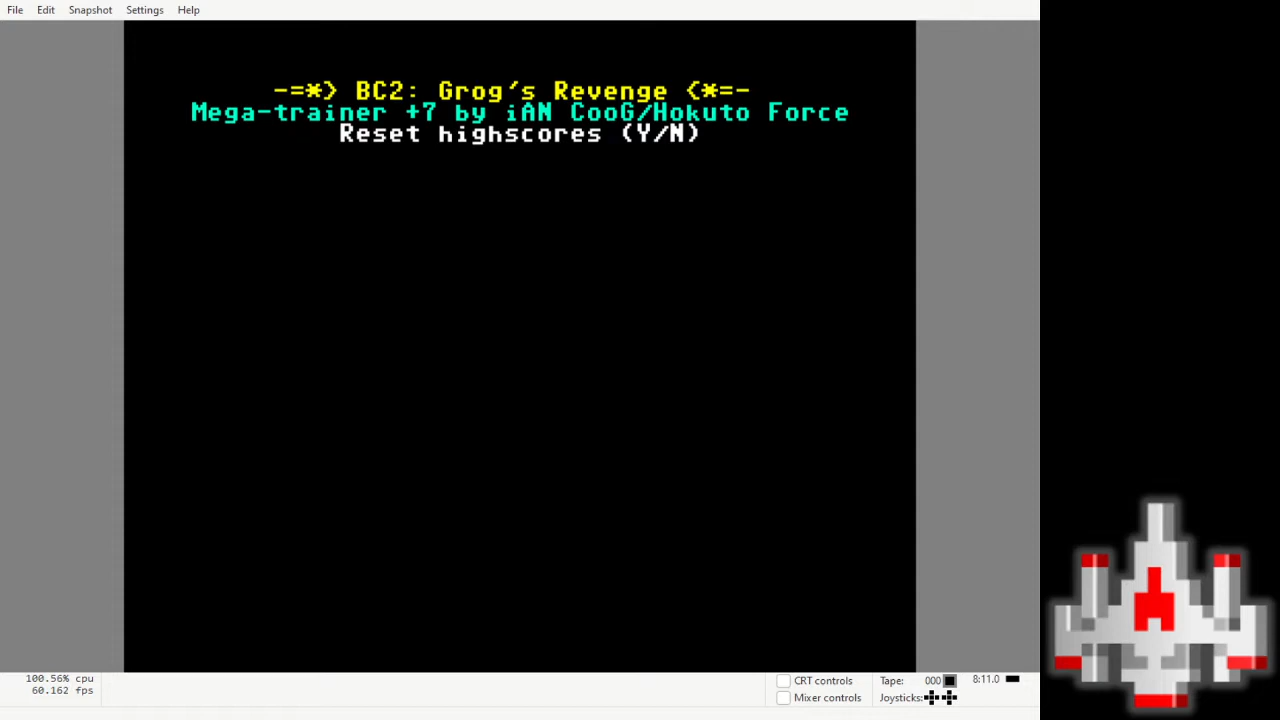 File Edit Snapshot Settings Help
-=*) BC2: Grog's Revenge (*=-
Mega-trainer +7 by iAN CooG/Hokuto Force
Reset highscores (Y/N)
100.56% cpu
60.162 fps
CRT controls
Mixer controls
Tape: 000
Joysticks:
8:11.0